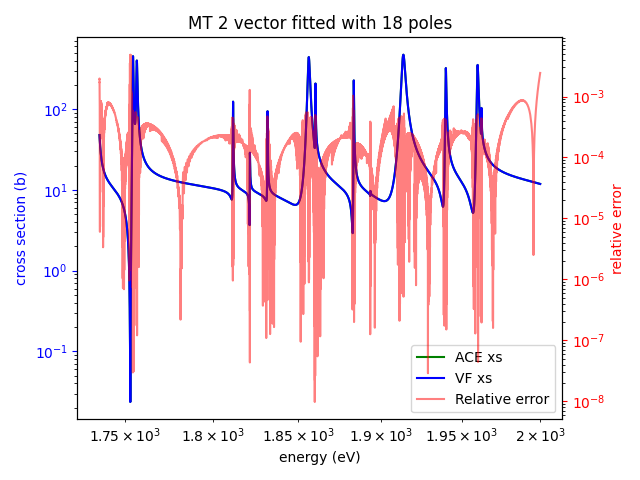 MT 2 vector fitted with 18 poles
cross section (b)
10²
10¹
10⁰
10⁻¹
10⁻³
10⁻⁴
10⁻⁵
10⁻⁶
10⁻⁷
10⁻⁸
relative error
ACE xs
VF xs
Relative error
1.75 × 10³ 1.8 × 10³ 1.85 × 10³ 1.9 × 10³ 1.95 × 10³ 2 × 10³
energy (eV)